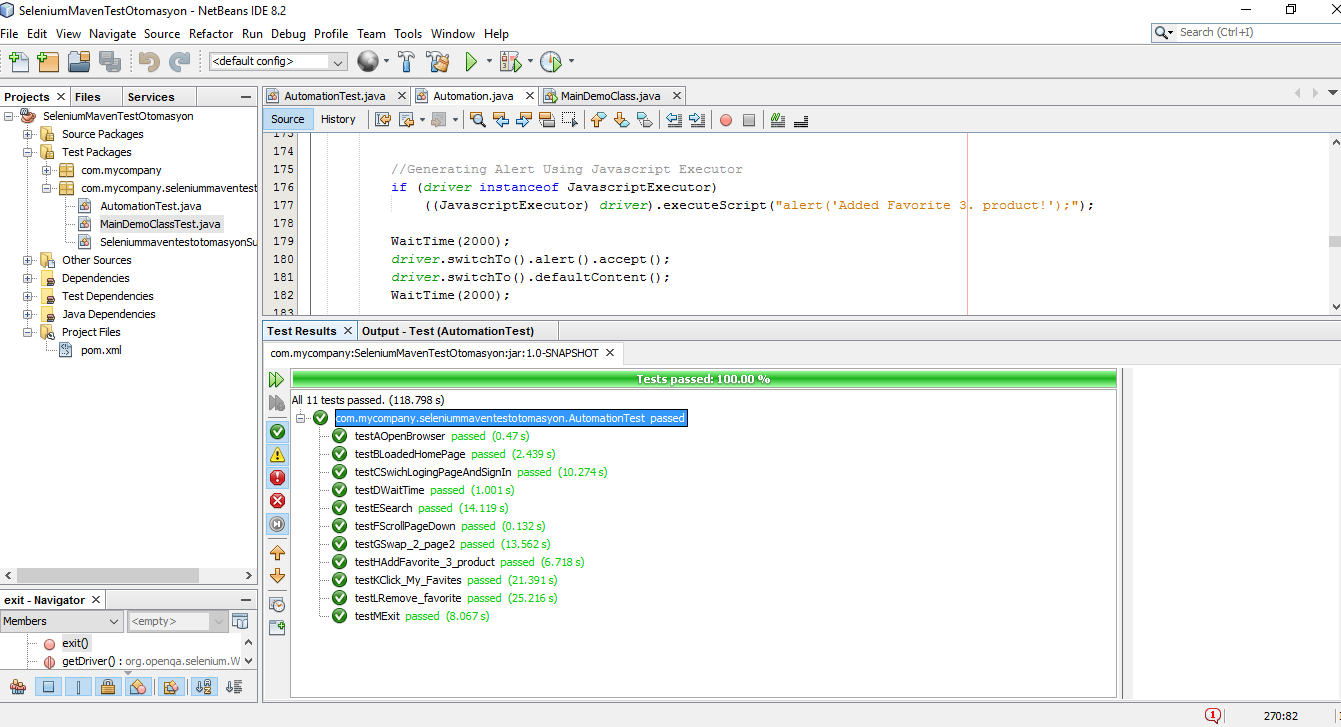 SeleniumMavenTestOtomasyon - NetBeans IDE 8.2
File Edit View Navigate Source Refactor Run Debug Profile Team Tools Window Help
Search (Ctrl+I)
<default config>
Projects Files Services
SeleniumMavenTestOtomasyon
Source Packages
Test Packages
com.mycompany
com.mycompany.seleniummaventest
AutomationTest.java
MainDemoClassTest.java
SeleniummaventestotomasyonSu
Other Sources
Dependencies
Test Dependencies
Java Dependencies
Project Files
pom.xml
exit - Navigator
Members <empty>
exit()
getDriver() : org.openqa.selenium.W
AutomationTest.java Automation.java MainDemoClass.java
Source History
173
174
175 //Generating Alert Using Javascript Executor
176 if (driver instanceof JavascriptExecutor)
177 ((JavascriptExecutor) driver).executeScript("alert('Added Favorite 3. product!');");
178
179 WaitTime(2000);
180 driver.switchTo().alert().accept();
181 driver.switchTo().defaultContent();
182 WaitTime(2000);
183
Test Results Output - Test (AutomationTest)
com.mycompany:SeleniumMavenTestOtomasyon:jar:1.0-SNAPSHOT
Tests passed: 100.00 %
All 11 tests passed. (118.798 s)
com.mycompany.seleniummaventestotomasyon.AutomationTest passed
testAOpenBrowser passed (0.47 s)
testBLoadedHomePage passed (2.439 s)
testCSwichLogingPageAndSignIn passed (10.274 s)
testDWaitTime passed (1.001 s)
testESearch passed (14.119 s)
testFScrollPageDown passed (0.132 s)
testGSwap_2_page2 passed (13.562 s)
testHAddFavorite_3_product passed (6.718 s)
testKClick_My_Favites passed (21.391 s)
testLRemove_favorite passed (25.216 s)
testMExit passed (8.067 s)
1
270:82